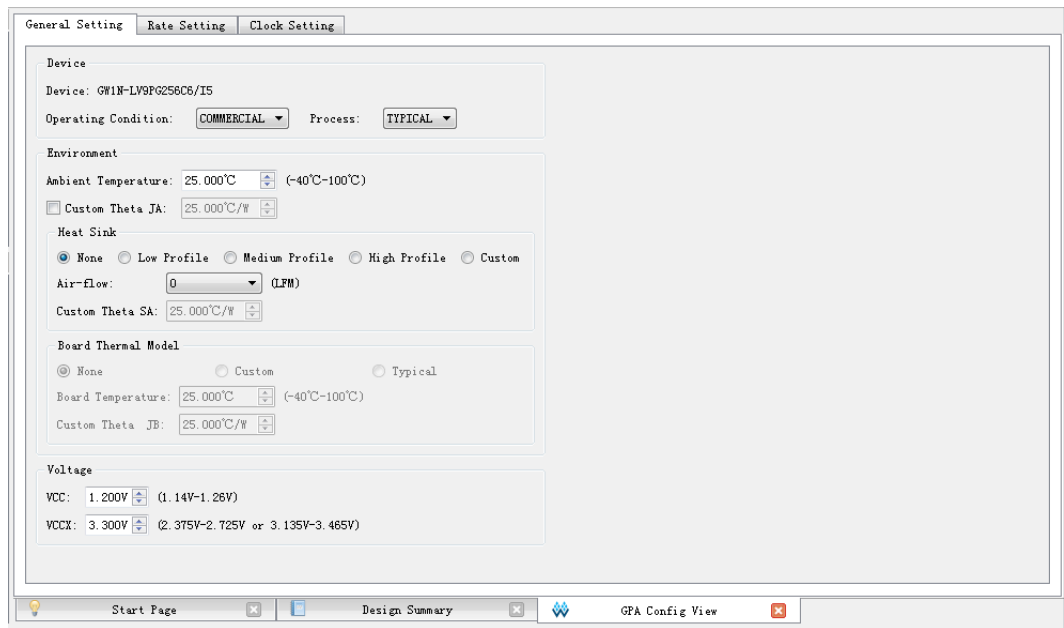 General Setting Rate Setting Clock Setting
Device
Device: GW1N-LV9PG256C6/I5
Operating Condition: COMMERCIAL Process: TYPICAL
Environment
Ambient Temperature: 25.000℃ (-40℃-100℃)
Custom Theta JA: 25.000℃/W
Heat Sink
None Low Profile Medium Profile High Profile Custom
Air-flow: 0 (LFM)
Custom Theta SA: 25.000℃/W
Board Thermal Model
None Custom Typical
Board Temperature: 25.000℃ (-40℃-100℃)
Custom Theta JB: 25.000℃/W
Voltage
VCC: 1.200V (1.14V-1.26V)
VCCX: 3.300V (2.375V-2.725V or 3.135V-3.465V)
Start Page Design Summary GPA Config View